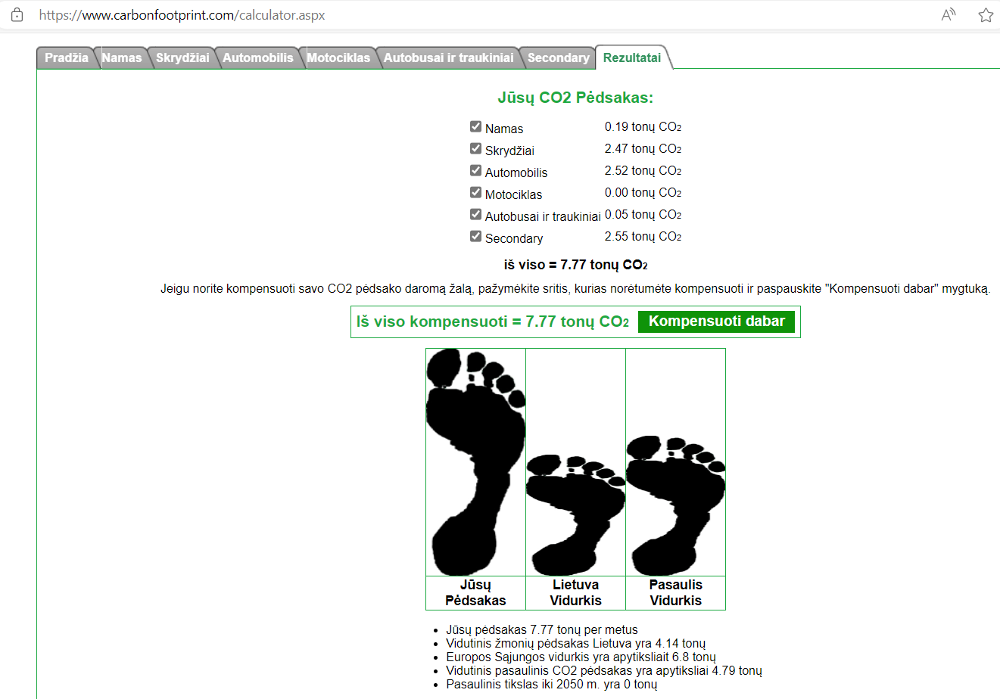 https://www.carbonfootprint.com/calculator.aspx
Pradžia Namas Skrydžiai Automobilis Motociklas Autobusai ir traukiniai Secondary Rezultatai
Jūsų CO2 Pėdsakas:
Namas 0.19 tonų CO2
Skrydžiai 2.47 tonų CO2
Automobilis 2.52 tonų CO2
Motociklas 0.00 tonų CO2
Autobusai ir traukiniai 0.05 tonų CO2
Secondary 2.55 tonų CO2
iš viso = 7.77 tonų CO2
Jeigu norite kompensuoti savo CO2 pėdsako daromą žalą, pažymėkite sritis, kurias norėtumėte kompensuoti ir paspauskite "Kompensuoti dabar" mygtuką.
Iš viso kompensuoti = 7.77 tonų CO2 Kompensuoti dabar
Jūsų Pėdsakas
Lietuva Vidurkis
Pasaulis Vidurkis
Jūsų pėdsakas 7.77 tonų per metus
Vidutinis žmonių pėdsakas Lietuva yra 4.14 tonų
Europos Sąjungos vidurkis yra apytiksliait 6.8 tonų
Vidutinis pasaulinis CO2 pėdsakas yra apytiksliai 4.79 tonų
Pasaulinis tikslas iki 2050 m. yra 0 tonų